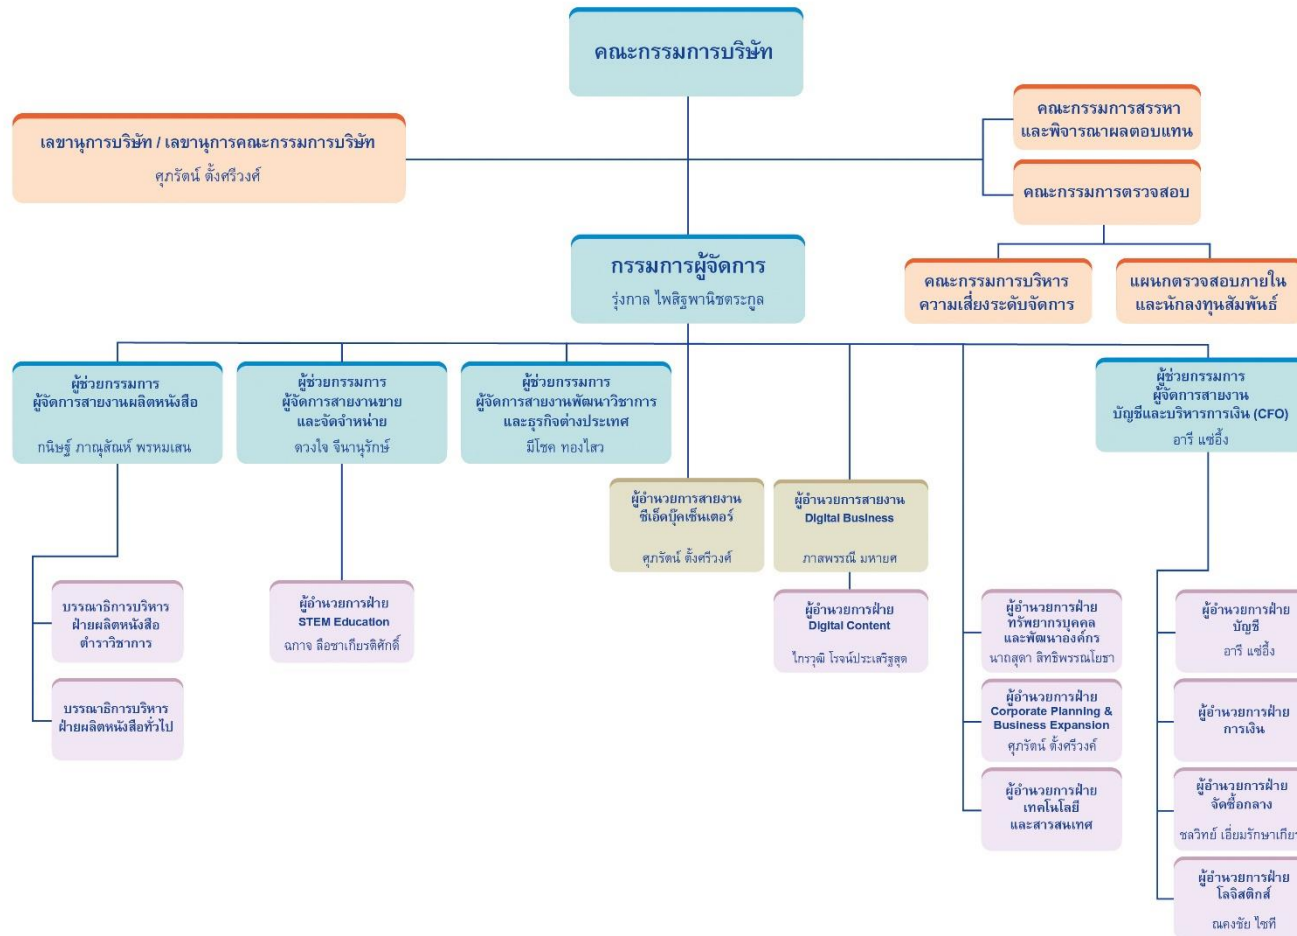 คณะกรรมการบริษัท
เลขานุการบริษัท / เลขานุการคณะกรรมการบริษัท
ศุภรัตน์ ตั้งศรีวงศ์
คณะกรรมการสรรหา
และพิจารณาผลตอบแทน
คณะกรรมการตรวจสอบ
กรรมการผู้จัดการ
รุ่งกาล ไพสิฐพานิชตระกูล
คณะกรรมการบริหาร
ความเสี่ยงระดับจัดการ
แผนกตรวจสอบภายใน
และนักลงทุนสัมพันธ์
ผู้ช่วยกรรมการ
ผู้จัดการสายงานผลิตหนังสือ
กนิษฐ์ ภาณุสัณห์ พรหมเสน
ผู้ช่วยกรรมการ
ผู้จัดการสายงานขาย
และจัดจำหน่าย
ดวงใจ จีนานุรักษ์
ผู้ช่วยกรรมการ
ผู้จัดการสายงานพัฒนาวิชาการ
และธุรกิจต่างประเทศ
มีโชค ทองไสว
ผู้ช่วยกรรมการ
ผู้จัดการสายงาน
บัญชีและบริหารการเงิน (CFO)
อารี แซ่อึ้ง
ผู้อำนวยการสายงาน
ซีเอ็ดบุ๊คเซ็นเตอร์
ศุภรัตน์ ตั้งศรีวงศ์
ผู้อำนวยการสายงาน
Digital Business
ภาสพรรณี มหายศ
บรรณาธิการบริหาร
ฝ่ายผลิตหนังสือ
ตำราวิชาการ
บรรณาธิการบริหาร
ฝ่ายผลิตหนังสือทั่วไป
ผู้อำนวยการฝ่าย
STEM Education
ฉกาจ ลือชาเกียรติศักดิ์
ผู้อำนวยการฝ่าย
Digital Content
ไกรวุฒิ โรจน์ประเสริฐสุด
ผู้อำนวยการฝ่าย
ทรัพยากรบุคคล
และพัฒนาองค์กร
นาถสุดา สิทธิพรรณโยธา
ผู้อำนวยการฝ่าย
Corporate Planning &
Business Expansion
ศุภรัตน์ ตั้งศรีวงค์
ผู้อำนวยการฝ่าย
เทคโนโลยี
และสารสนเทศ
ผู้อำนวยการฝ่าย
บัญชี
อารี แซ่อึ้ง
ผู้อำนวยการฝ่าย
การเงิน
ผู้อำนวยการฝ่าย
จัดซื้อกลาง
ชลวิทย์
ผู้อำนวยการฝ่าย
โลจิสติกส์
ณคงชัย ไซที